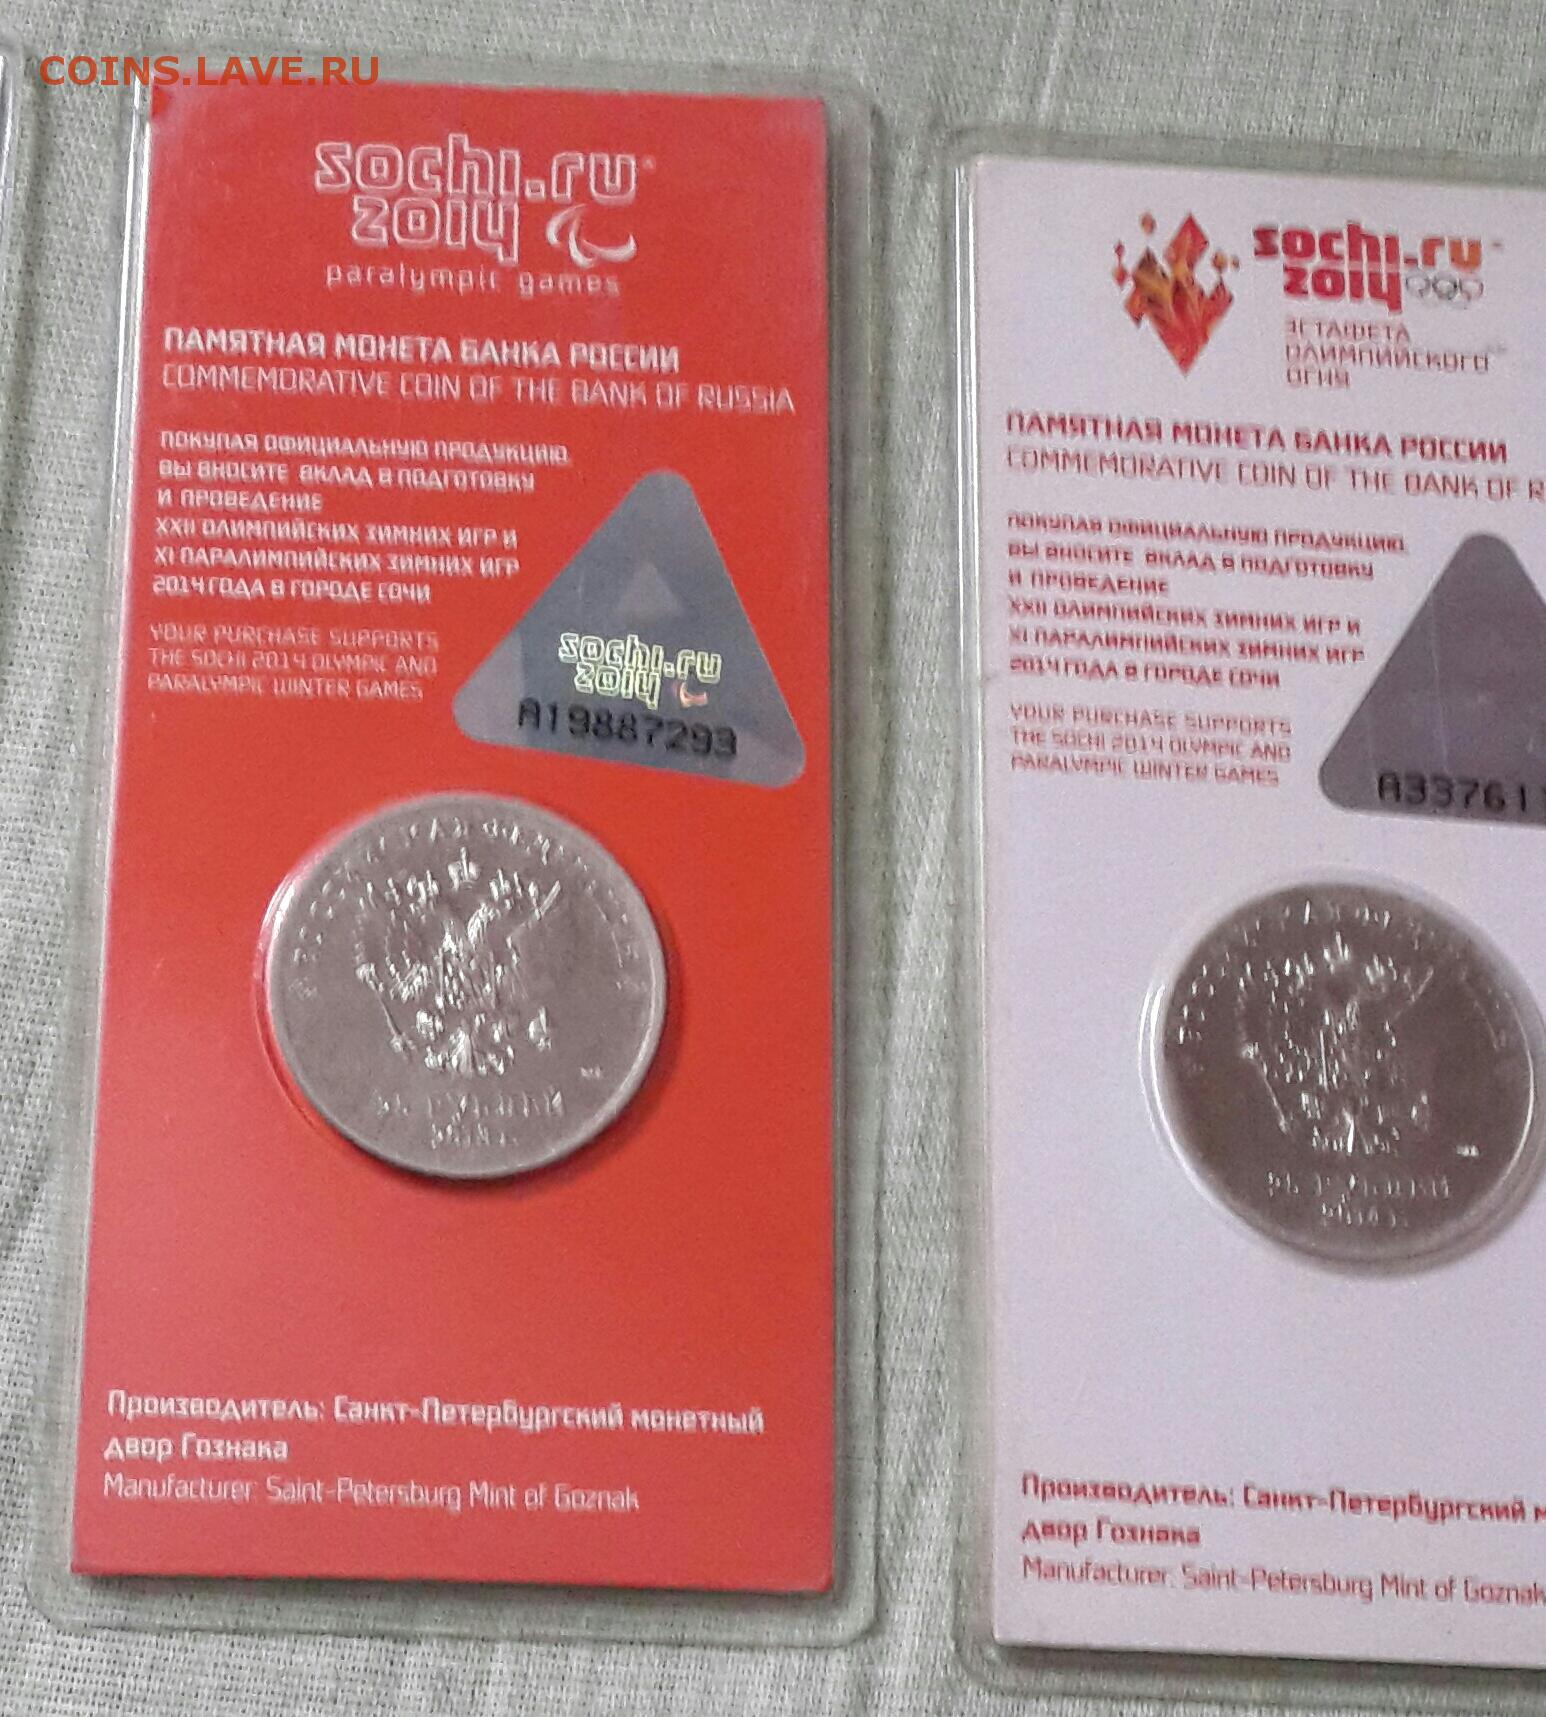 COINS.LAVE.RU
sochi.ru
2014
paralympic games
ПАМЯТНАЯ МОНЕТА БАНКА РОССИИ
COMMEMORATIVE COIN OF THE BANK OF RUSSIA
ПОКУПАЯ ОФИЦИАЛЬНУЮ ПРОДУКЦИЮ,
ВЫ ВНОСИТЕ ВКЛАД В ПОДГОТОВКУ
И ПРОВЕДЕНИЕ
XXII ОЛИМПИЙСКИХ ЗИМНИХ ИГР И
XI ПАРАЛИМПИЙСКИХ ЗИМНИХ ИГР
2014 ГОДА В ГОРОДЕ СОЧИ
YOUR PURCHASE SUPPORTS
THE SOCHI 2014 OLYMPIC AND
PARALYMPIC WINTER GAMES
sochi.ru
2014
A19887293
Производитель: Санкт-Петербургский монетный
двор Гознака
Manufacturer: Saint-Petersburg Mint of Goznak
sochi.ru
2014
ЭСТАФЕТА
ОЛИМПИЙСКОГО
ОГНЯ
ПАМЯТНАЯ МОНЕТА БАНКА РОССИИ
COMMEMORATIVE COIN OF THE BANK OF R
ПОКУПАЯ ОФИЦИАЛЬНУЮ ПРОДУКЦИЮ,
ВЫ ВНОСИТЕ ВКЛАД В ПОДГОТОВКУ
И ПРОВЕДЕНИЕ
XXII ОЛИМПИЙСКИХ ЗИМНИХ ИГР И
XI ПАРАЛИМПИЙСКИХ ЗИМНИХ ИГР
2014 ГОДА В ГОРОДЕ СОЧИ
YOUR PURCHASE SUPPORTS
THE SOCHI 2014 OLYMPIC AND
PARALYMPIC WINTER GAMES
A33761
Производитель: Санкт-Петербургский м
двор Гознака
Manufacturer: Saint-Petersburg Mint of Goznak